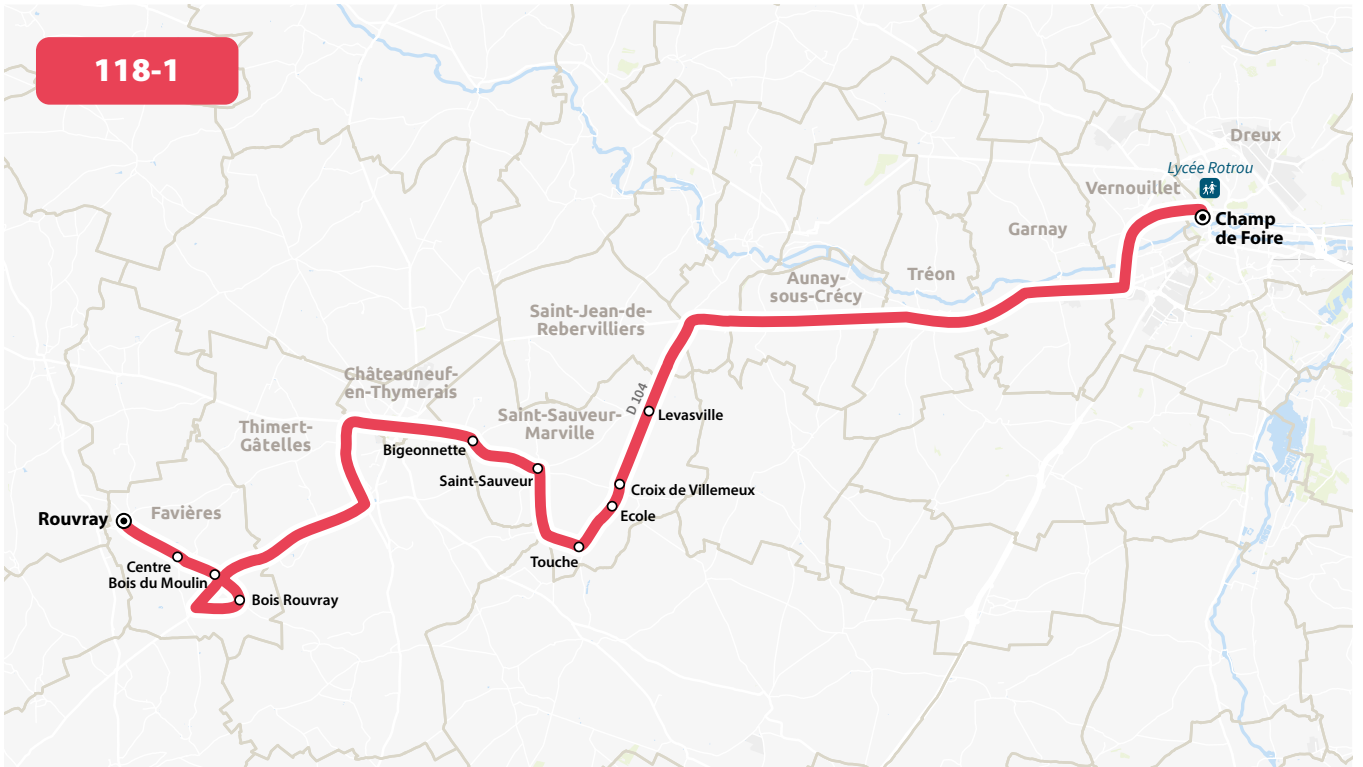 118-1
Dreux
Lycée Rotrou
Vernouillet
Champ
de Foire
Garnay
Tréon
Aunay-
sous-Crécy
Saint-Jean-de-
Rebervilliers
D 104
Levasville
Châteauneuf-
en-Thymerais
Saint-Sauveur-
Marville
Thimert-
Gâtelles
Bigeonnette
Saint-Sauveur
Croix de Villemeux
Ecole
Touche
Rouvray
Favières
Centre
Bois du Moulin
Bois Rouvray